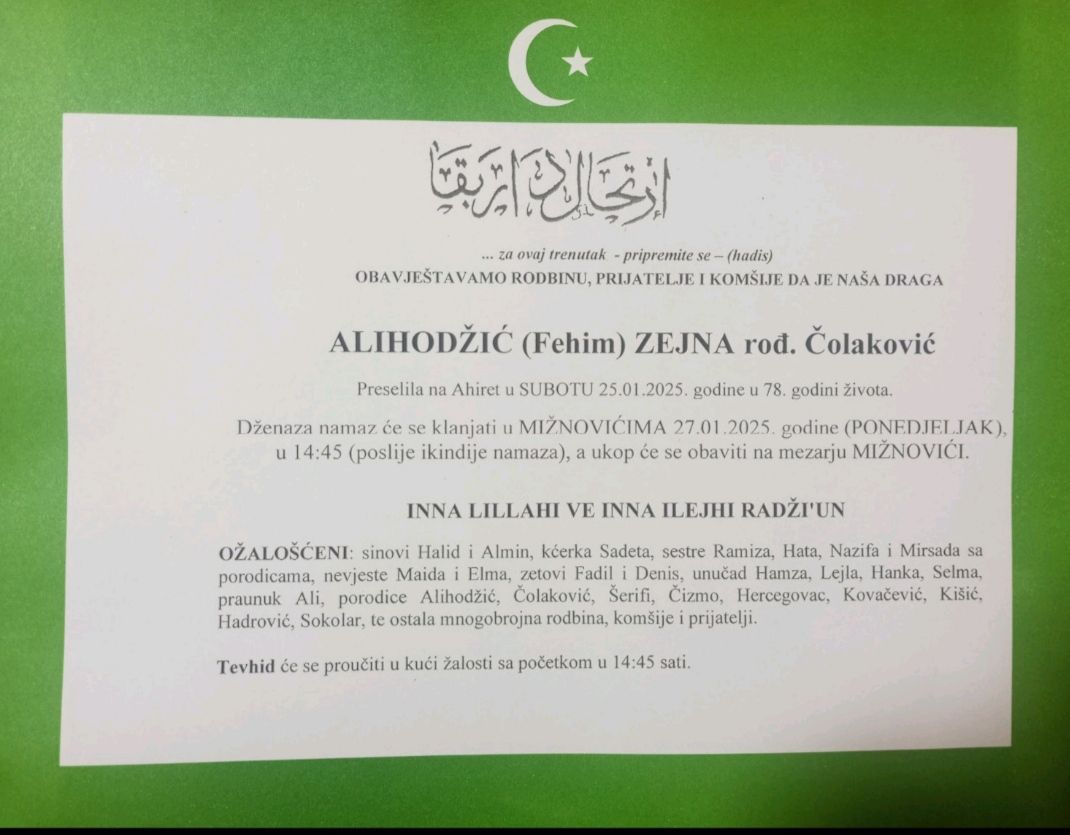 إرتحال دار بقا
... za ovaj trenutak - pripremite se – (hadis)
OBAVJEŠTAVAMO RODBINU, PRIJATELJE I KOMŠIJE DA JE NAŠA DRAGA
ALIHODŽIĆ (Fehim) ZEJNA rođ. Čolaković
Preselila na Ahiret u SUBOTU 25.01.2025. godine u 78. godini života.
Dženaza namaz će se klanjati u MIŽNOVIĆIMA 27.01.2025. godine (PONEDJELJAK),
u 14:45 (poslije ikindije namaza), a ukop će se obaviti na mezarju MIŽNOVIĆI.
INNA LILLAHI VE INNA ILEJHI RADŽI'UN
OŽALOŠĆENI: sinovi Halid i Almin, kćerka Sadeta, sestre Ramiza, Hata, Nazifa i Mirsada sa
porodicama, nevjeste Maida i Elma, zetovi Fadil i Denis, unučad Hamza, Lejla, Hanka, Selma,
praunuk Ali, porodice Alihodžić, Čolaković, Šerifi, Čizmo, Hercegovac, Kovačević, Kišić,
Hadrović, Sokolar, te ostala mnogobrojna rodbina, komšije i prijatelji.
Tevhid će se proučiti u kući žalosti sa početkom u 14:45 sati.